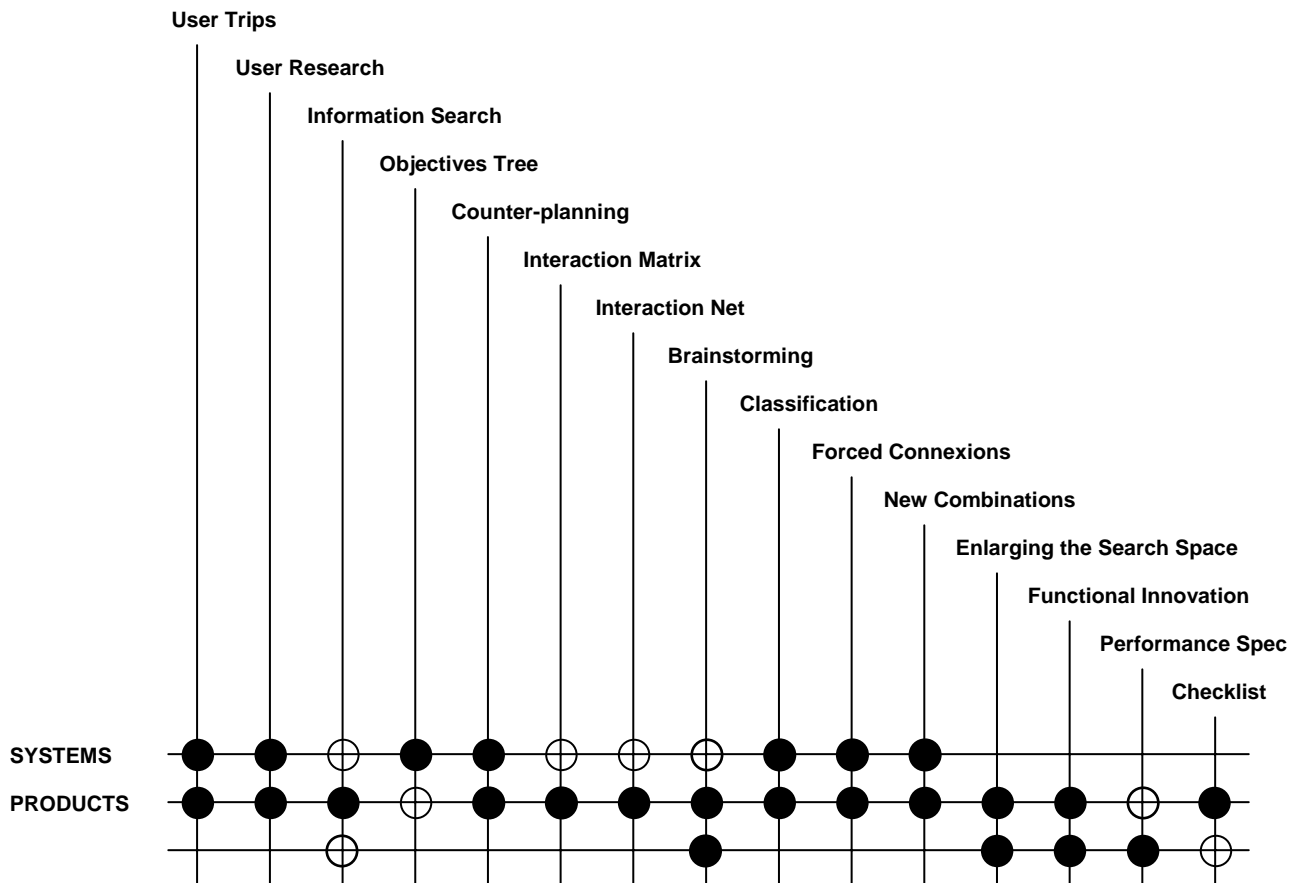 User Trips
User Research
Information Search
Objectives Tree
Counter-planning
Interaction Matrix
Interaction Net
Brainstorming
Classification
Forced Connexions
New Combinations
Enlarging the Search Space
Functional Innovation
Performance Spec
Checklist
SYSTEMS
PRODUCTS